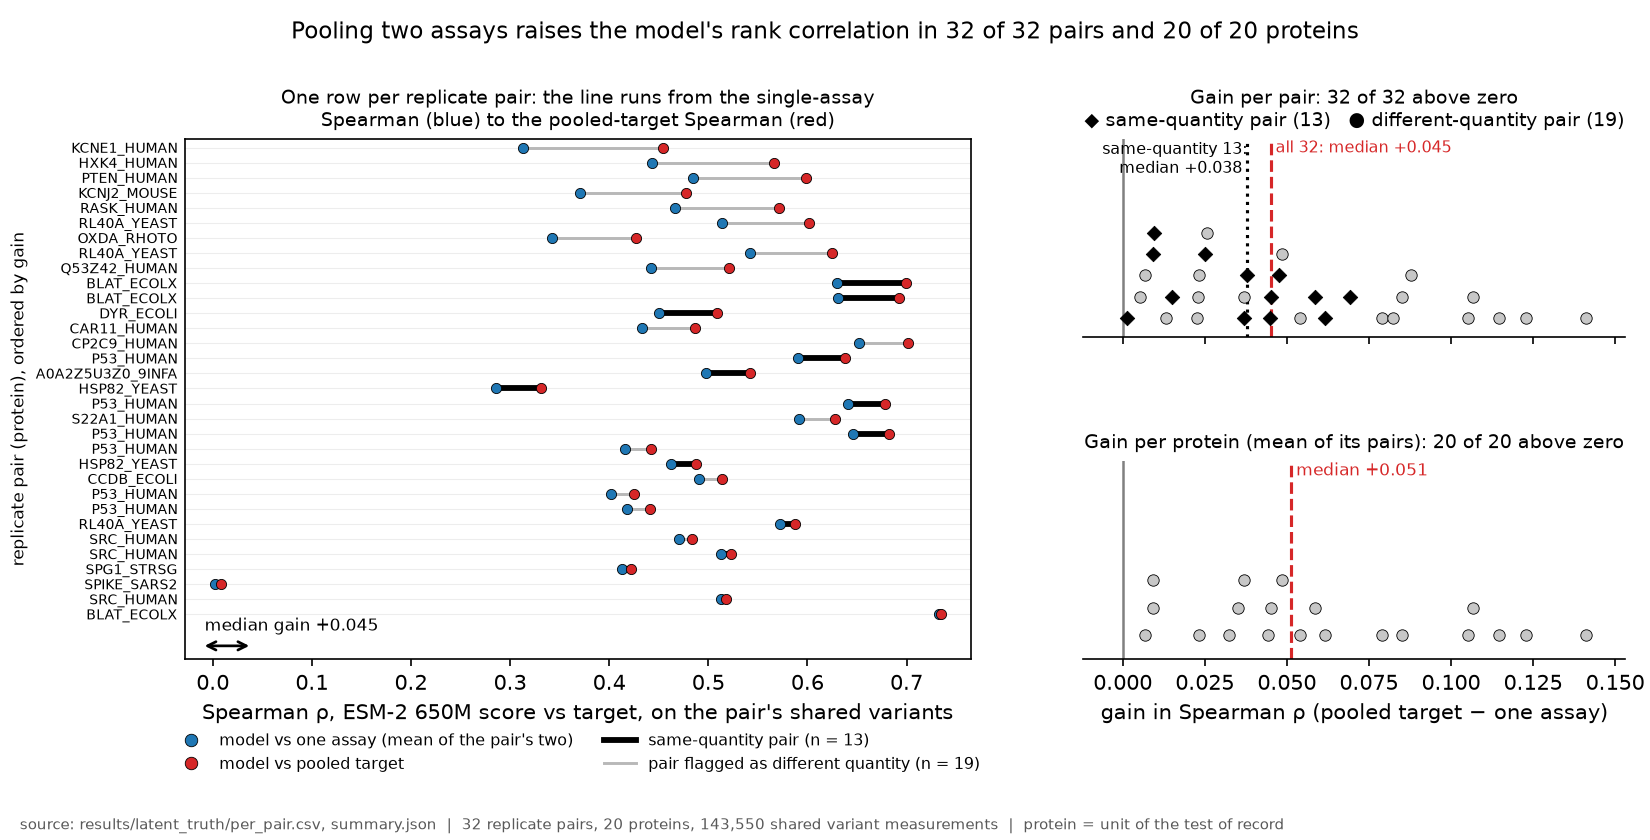 Pooling two assays raises the model's rank correlation in 32 of 32 pairs and 20 of 20 proteins
One row per replicate pair: the line runs from the single-assay
Spearman (blue) to the pooled-target Spearman (red)
replicate pair (protein), ordered by gain
KCNE1_HUMAN
HXK4_HUMAN
PTEN_HUMAN
KCNJ2_MOUSE
RASK_HUMAN
RL40A_YEAST
OXDA_RHOTO
RL40A_YEAST
Q53Z42_HUMAN
BLAT_ECOLX
BLAT_ECOLX
DYR_ECOLI
CAR11_HUMAN
CP2C9_HUMAN
P53_HUMAN
A0A2Z5U3Z0_9INFA
HSP82_YEAST
P53_HUMAN
S22A1_HUMAN
P53_HUMAN
P53_HUMAN
HSP82_YEAST
CCDB_ECOLI
P53_HUMAN
P53_HUMAN
RL40A_YEAST
SRC_HUMAN
SRC_HUMAN
SPG1_STRSG
SPIKE_SARS2
SRC_HUMAN
BLAT_ECOLX
median gain +0.045
0.0 0.1 0.2 0.3 0.4 0.5 0.6 0.7
Spearman ρ, ESM-2 650M score vs target, on the pair's shared variants
model vs one assay (mean of the pair's two)
model vs pooled target
same-quantity pair (n = 13)
pair flagged as different quantity (n = 19)
Gain per pair: 32 of 32 above zero
same-quantity pair (13) different-quantity pair (19)
same-quantity 13:
median +0.038
all 32: median +0.045
Gain per protein (mean of its pairs): 20 of 20 above zero
median +0.051
0.000 0.025 0.050 0.075 0.100 0.125 0.150
gain in Spearman ρ (pooled target − one assay)
source: results/latent_truth/per_pair.csv, summary.json | 32 replicate pairs, 20 proteins, 143,550 shared variant measurements | protein = unit of the test of record